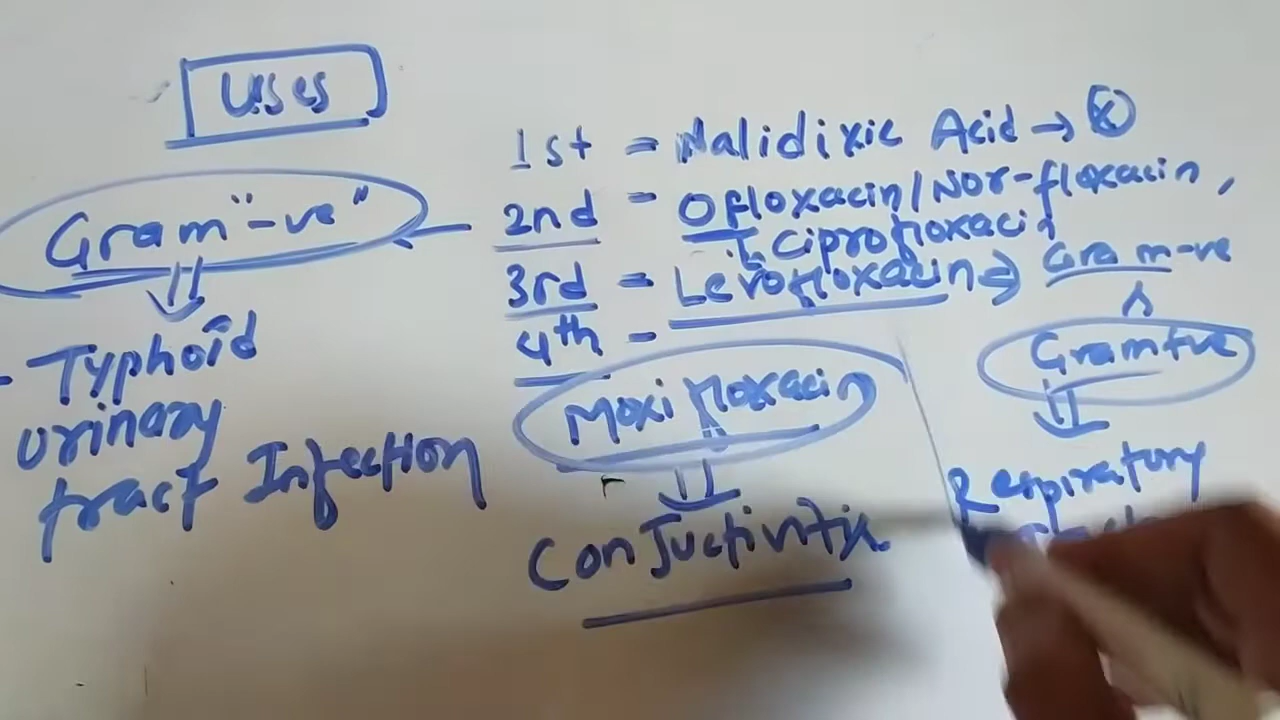 Uses
Gram "-ve"
Typhoid
urinary
tract Infection
1st = Nalidixic Acid → ⓧ
2nd = Ofloxacin/Nor-floxacin,
Ciprofloxacin
3rd = Levofloxacin ⇒ Gram-ve
4th -
Moxifloxacin
Conjuctivitis
Gram+ve
Respiratory